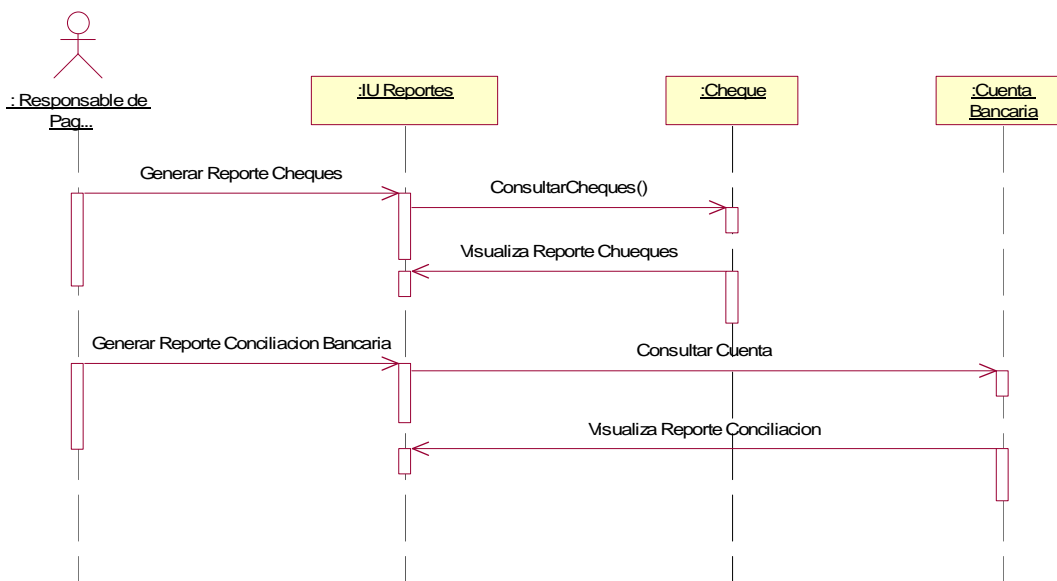 : Responsable de
Pag...
:IU Reportes
:Cheque
:Cuenta
Bancaria
Generar Reporte Cheques
ConsultarCheques()
Visualiza Reporte Chueques
Generar Reporte Conciliacion Bancaria
Consultar Cuenta
Visualiza Reporte Conciliacion